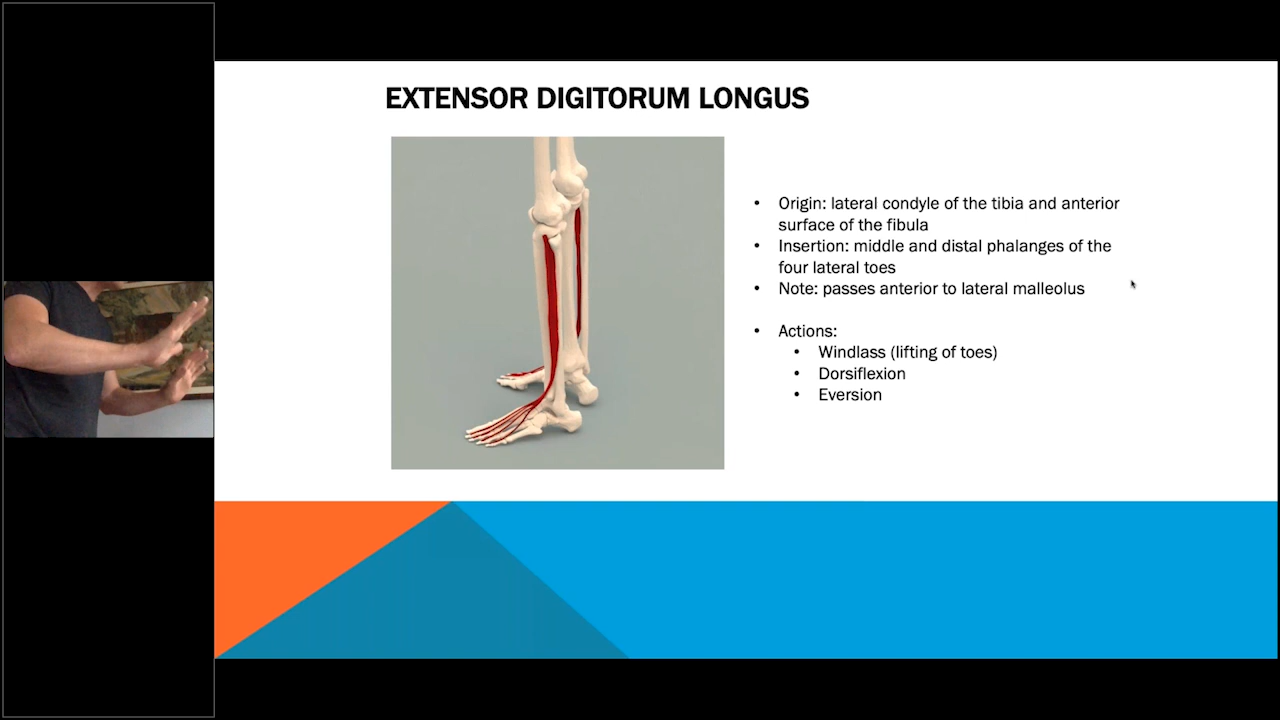 EXTENSOR DIGITORUM LONGUS
• Origin: lateral condyle of the tibia and anterior
surface of the fibula
• Insertion: middle and distal phalanges of the
four lateral toes
• Note: passes anterior to lateral malleolus
• Actions:
• Windlass (lifting of toes)
• Dorsiflexion
• Eversion